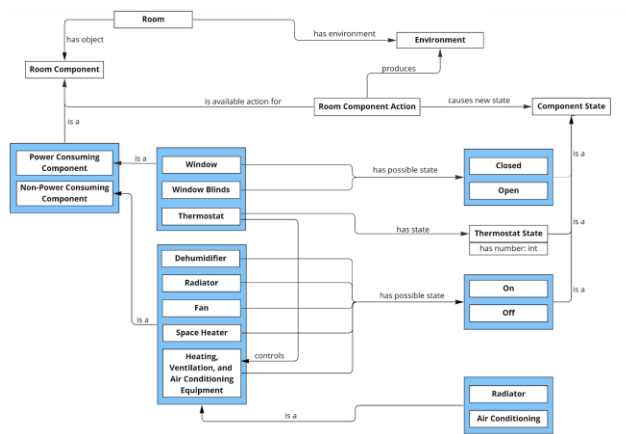 Room
has object
has environment
Environment
Room Component
produces
is available action for
Room Component Action
causes new state
Component State
is a
Power Consuming
Component
Non-Power Consuming
Component
is a
Window
Window Blinds
Thermostat
has possible state
Closed
Open
is a
has state
Thermostat State
has number: int
is a
Dehumidifier
Radiator
Fan
Space Heater
Heating,
Ventilation, and
Air Conditioning
Equipment
is a
controls
has possible state
On
Off
is a
is a
Radiator
Air Conditioning